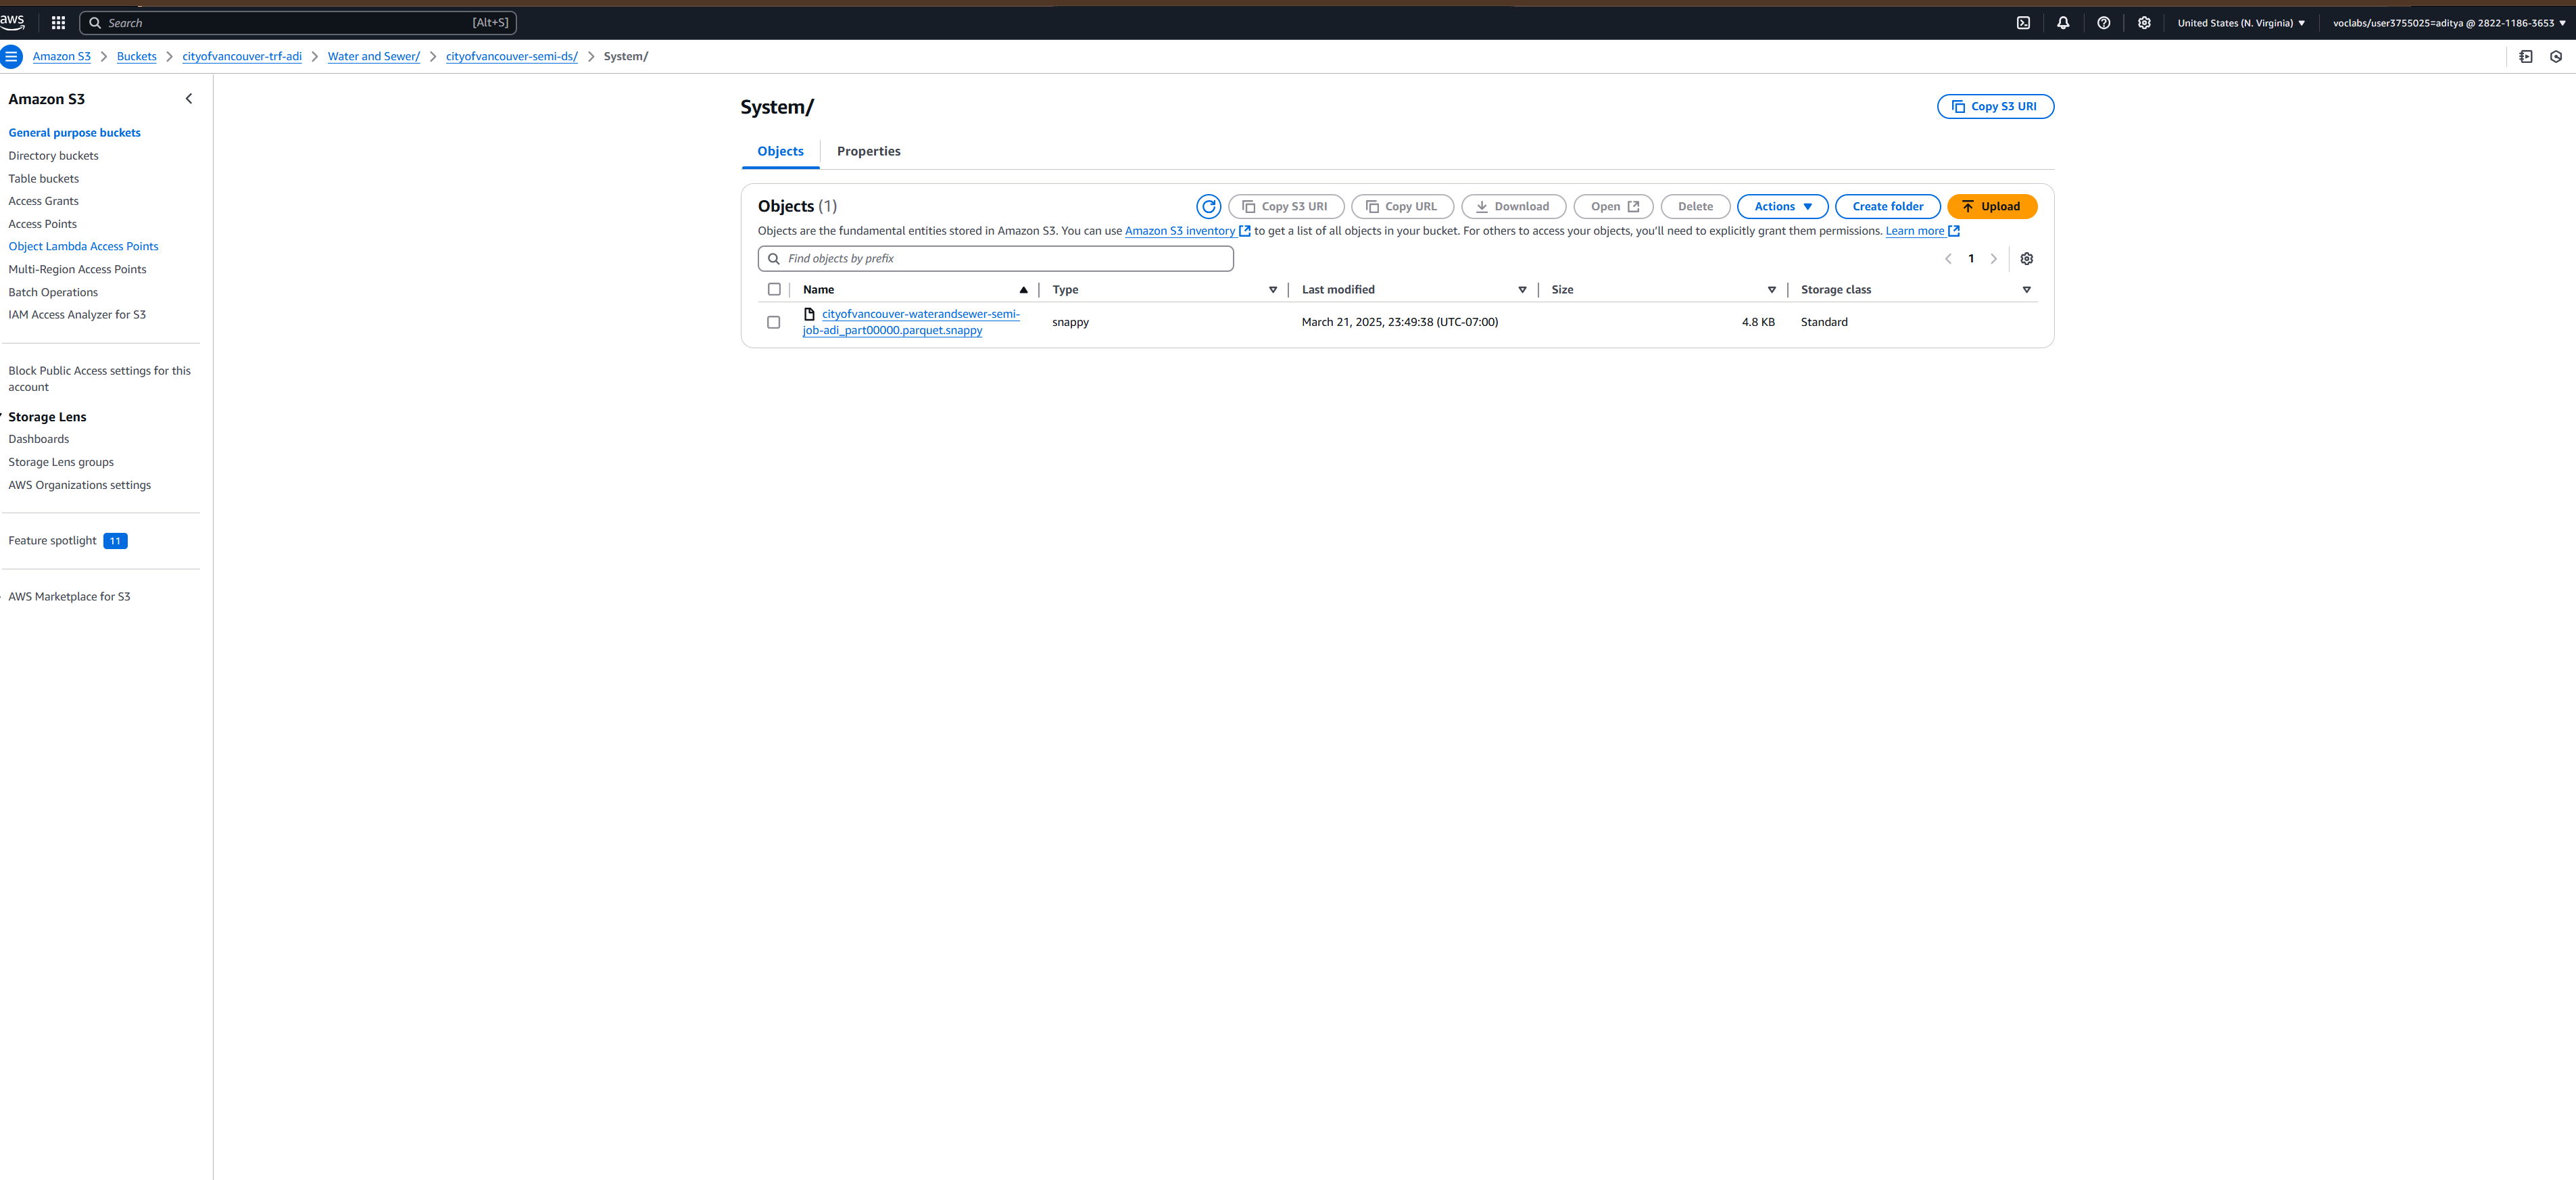 aws
Search [Alt+S]
United States (N. Virginia)
voclabs/user3755025=aditya @ 2822-1186-3653
Amazon S3 > Buckets > cityofvancouver-trf-adi > Water and Sewer/ > cityofvancouver-semi-ds/ > System/
Amazon S3
General purpose buckets
Directory buckets
Table buckets
Access Grants
Access Points
Object Lambda Access Points
Multi-Region Access Points
Batch Operations
IAM Access Analyzer for S3
Block Public Access settings for this
account
Storage Lens
Dashboards
Storage Lens groups
AWS Organizations settings
Feature spotlight 11
AWS Marketplace for S3
System/
Copy S3 URI
Objects
Properties
Objects (1)
Copy S3 URI
Copy URL
Download
Open
Delete
Actions
Create folder
Upload
Objects are the fundamental entities stored in Amazon S3. You can use Amazon S3 inventory to get a list of all objects in your bucket. For others to access your objects, you'll need to explicitly grant them permissions. Learn more
Find objects by prefix
1
Name
Type
Last modified
Size
Storage class
cityofvancouver-waterandsewer-semi-
job-adi_part00000.parquet.snappy
snappy
March 21, 2025, 23:49:38 (UTC-07:00)
4.8 KB
Standard